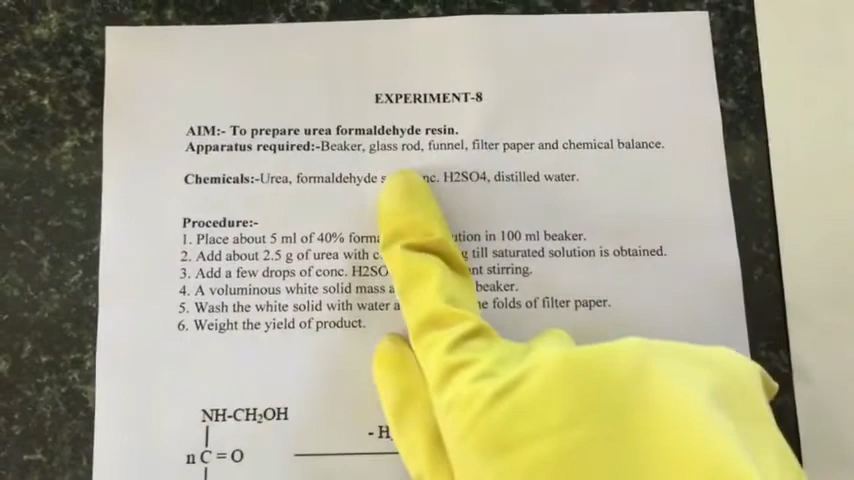 EXPERIMENT-8
AIM:- To prepare urea formaldehyde resin.
Apparatus required:-Beaker, glass rod, funnel, filter paper and chemical balance.
Chemicals:-Urea, formaldehyde nc. H2SO4, distilled water.
Procedure:-
1. Place about 5 ml of 40% form ution in 100 ml beaker.
2. Add about 2.5 g of urea with till saturated solution is obtained.
3. Add a few drops of conc. H2SO nt stirring.
4. A voluminous white solid mass beaker.
5. Wash the white solid with water the folds of filter paper.
6. Weight the yield of product.
NH-CH₂OH
- H
n C = O